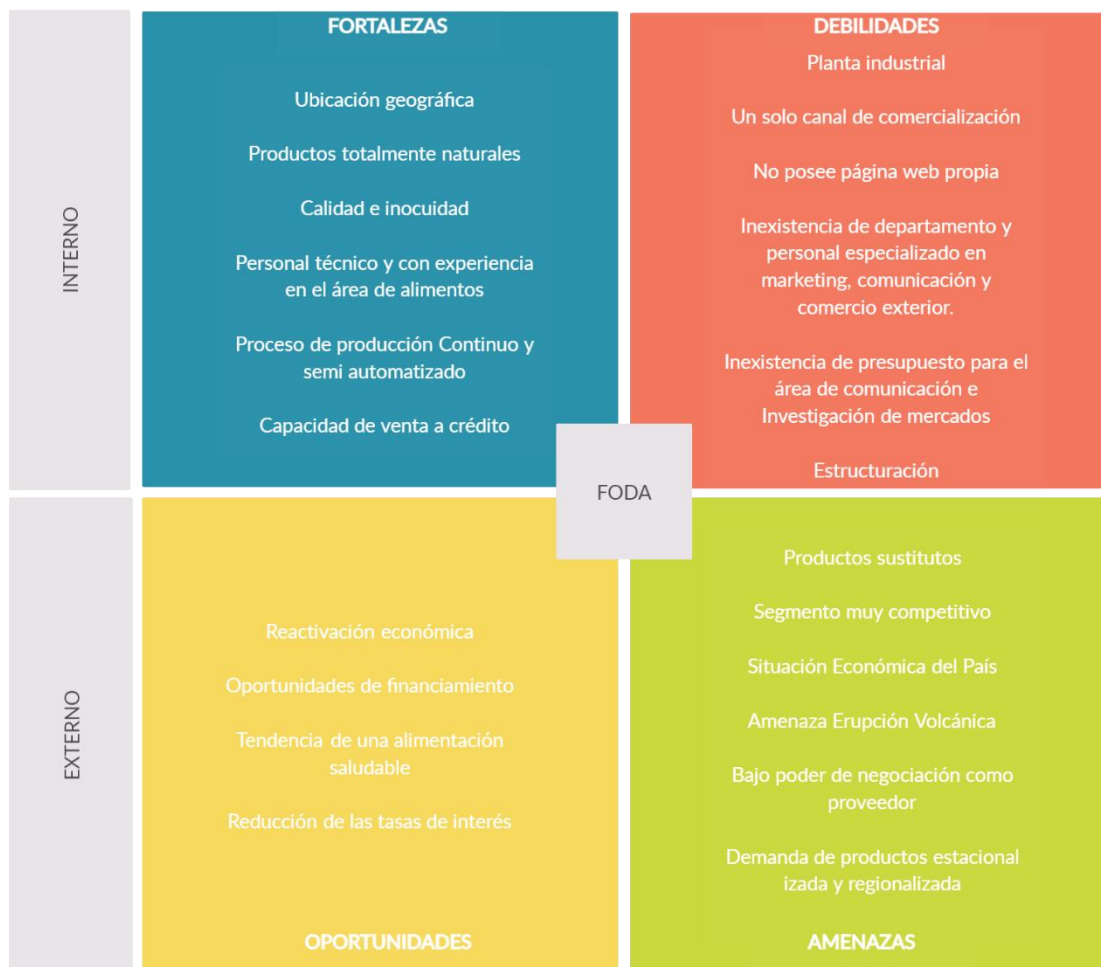 INTERNO
FORTALEZAS
Ubicación geográfica
Productos totalmente naturales
Calidad e inocuidad
Personal técnico y con experiencia
en el área de alimentos
Proceso de producción Continuo y
semi automatizado
Capacidad de venta a crédito
DEBILIDADES
Planta industrial
Un solo canal de comercialización
No posee página web propia
Inexistencia de departamento y
personal especializado en
marketing, comunicación y
comercio exterior.
Inexistencia de presupuesto para el
área de comunicación e
Investigación de mercados
Estructuración
FODA
EXTERNO
Reactivación económica
Oportunidades de financiamiento
Tendencia de una alimentación
saludable
Reducción de las tasas de interés
OPORTUNIDADES
Productos sustitutos
Segmento muy competitivo
Situación Económica del País
Amenaza Erupción Volcánica
Bajo poder de negociación como
proveedor
Demanda de productos estacional
izada y regionalizada
AMENAZAS